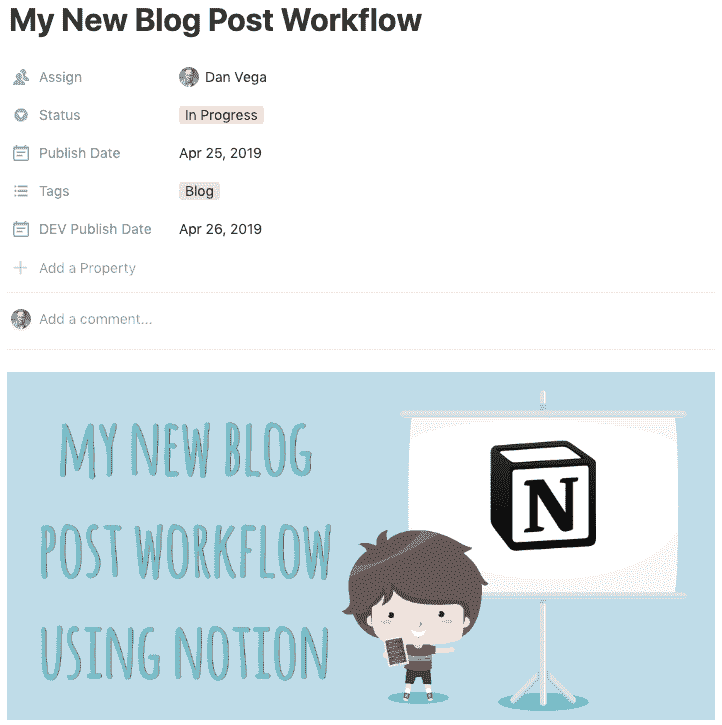 My New Blog Post Workflow
Assign Dan Vega
Status In Progress
Publish Date Apr 25, 2019
Tags Blog
DEV Publish Date Apr 26, 2019
Add a Property
Add a comment...
MY NEW BLOG
POST WORKFLOW
USING NOTION
N